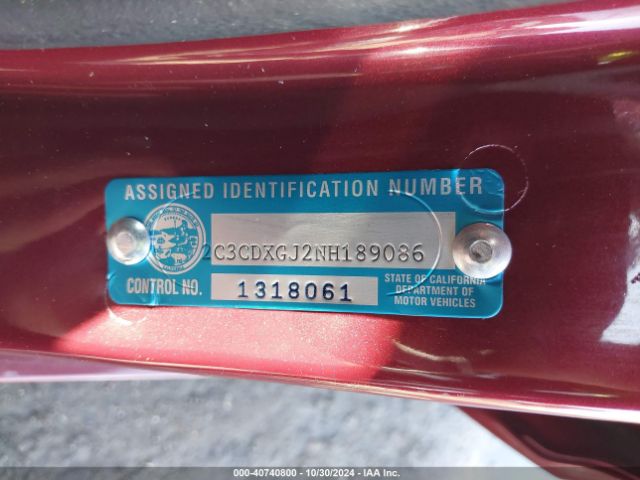 ASSIGNED IDENTIFICATION NUMBER
2C3CDXGJ2NH189086
CONTROL NO.
1318061
STATE OF CALIFORNIA
DEPARTMENT OF
MOTOR VEHICLES
000-40740800 - 10/30/2024 - IAA Inc.